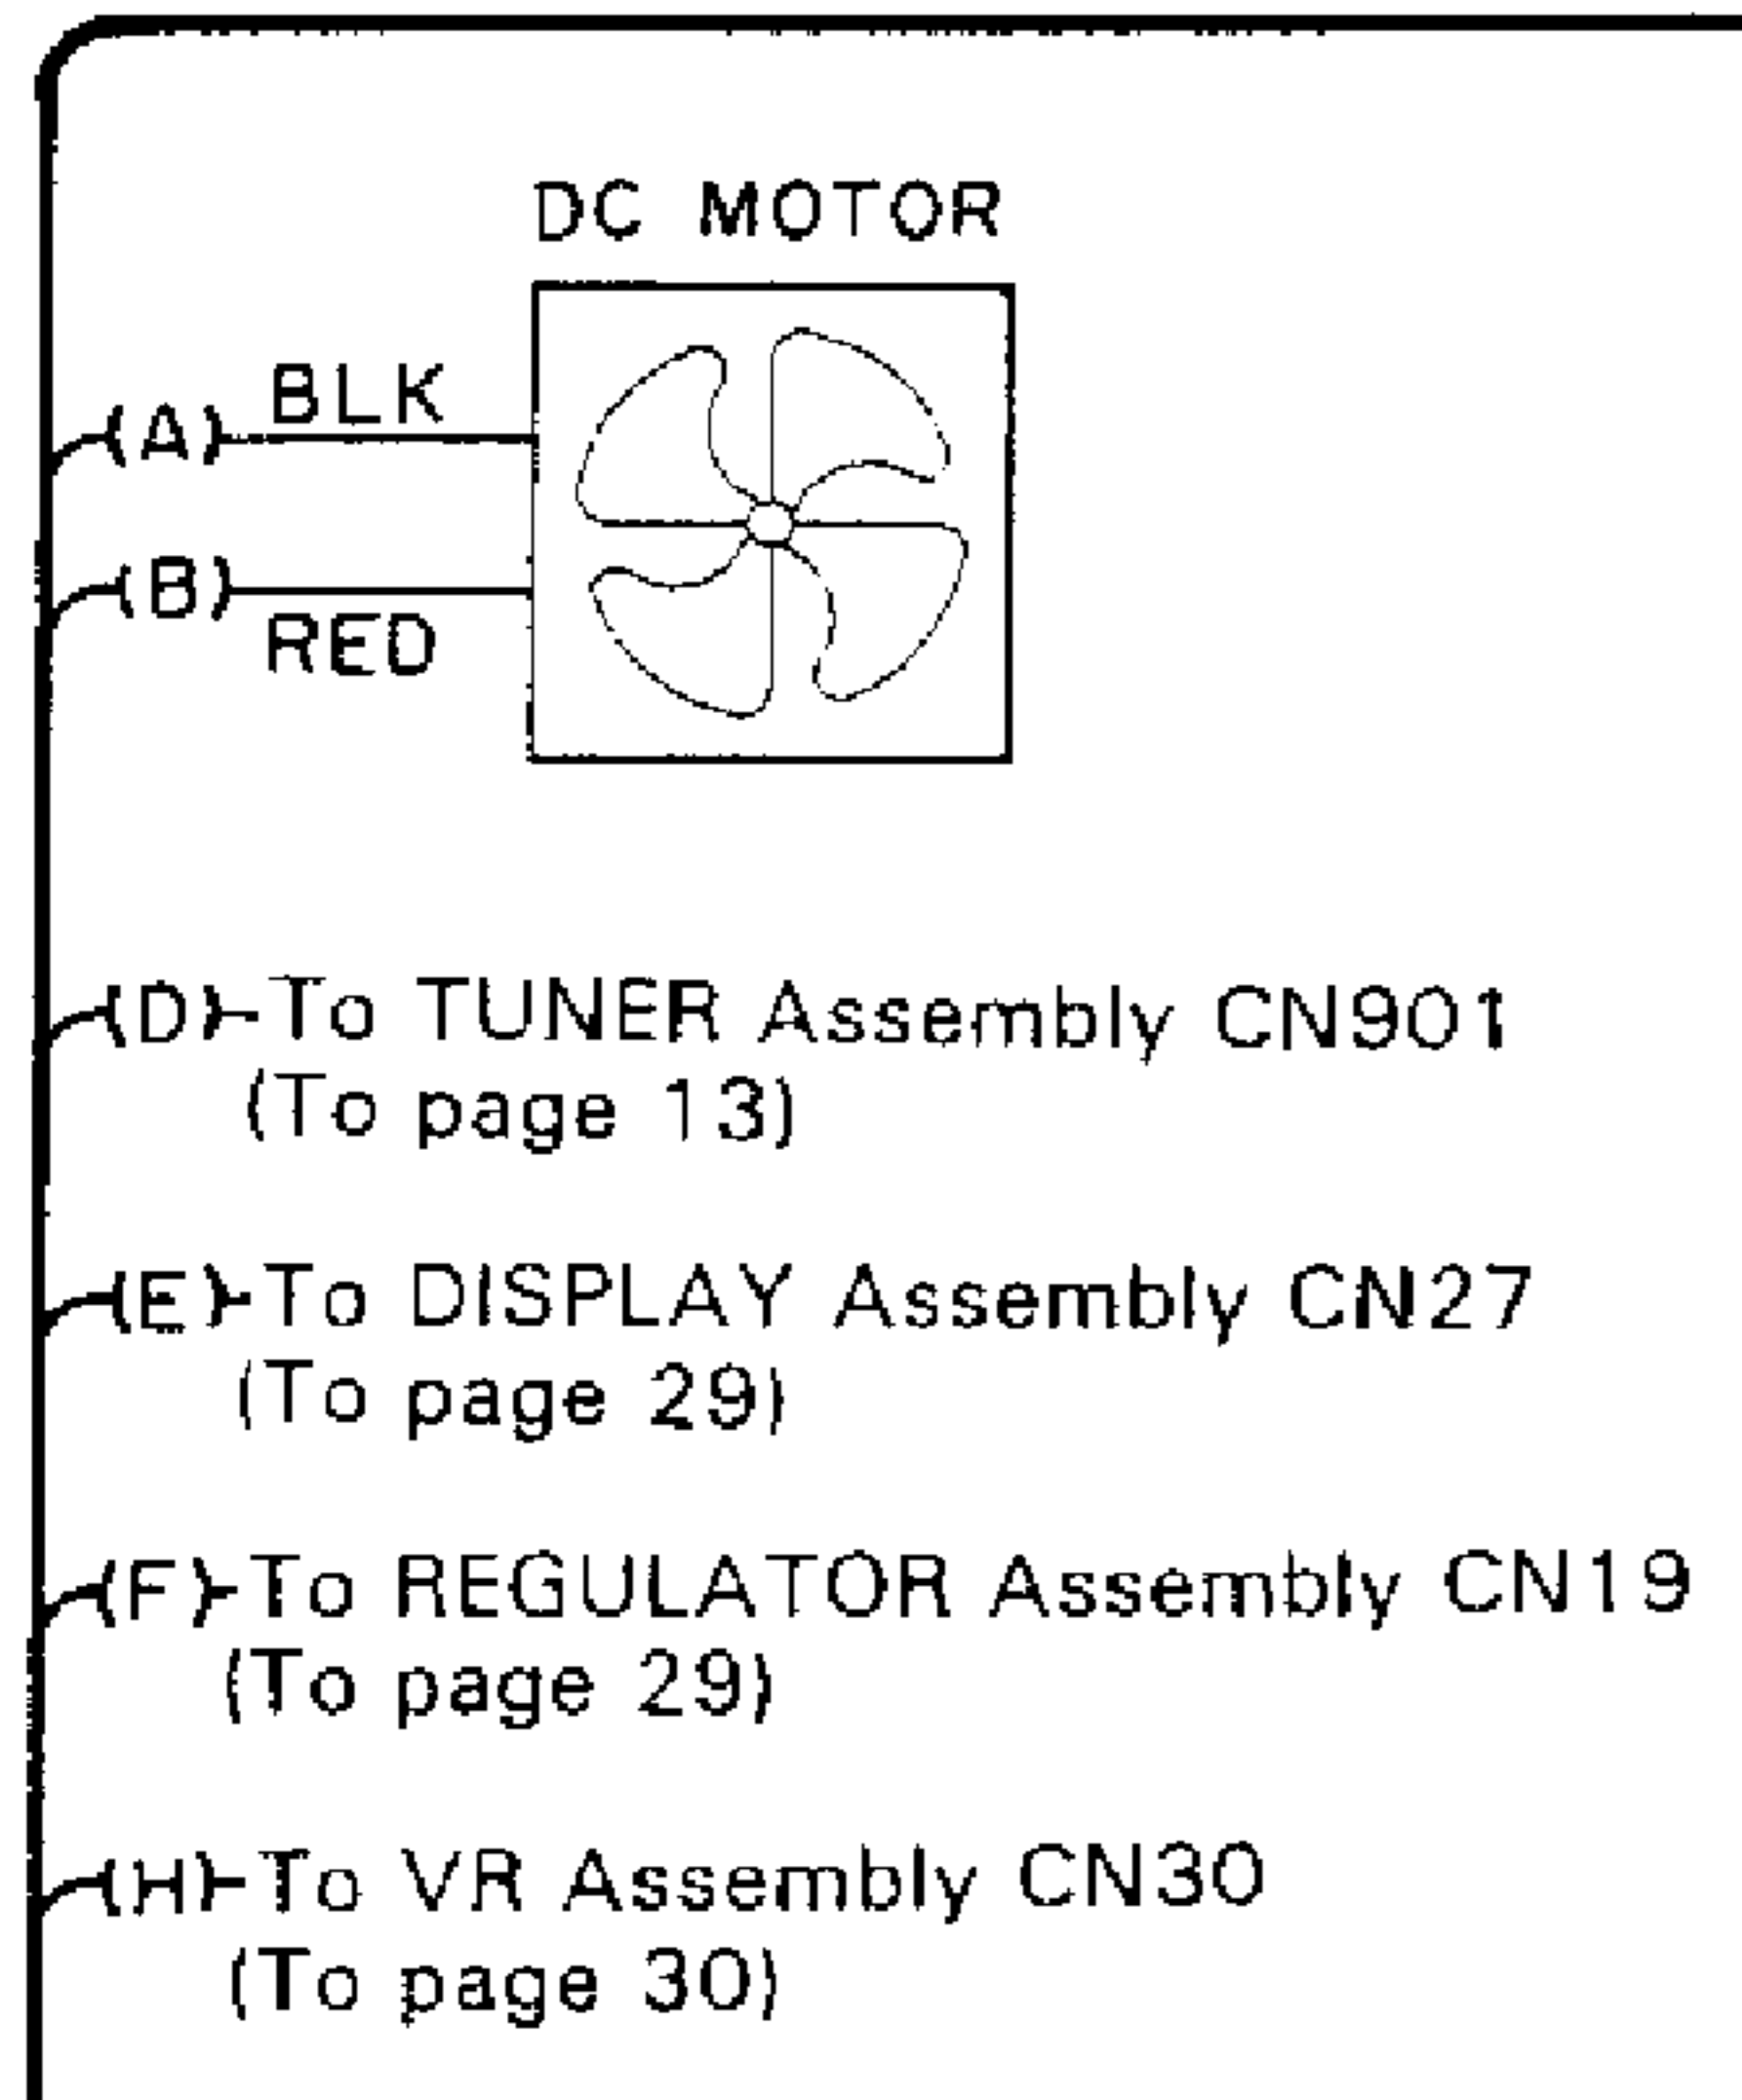 DC MOTOR
(A) BLK
(B) RED
(D) To TUNER Assembly CN901
(To page 13)
(E) To DISPLAY Assembly CN27
(To page 29)
(F) To REGULATOR Assembly CN19
(To page 29)
(H) To VR Assembly CN30
(To page 30)